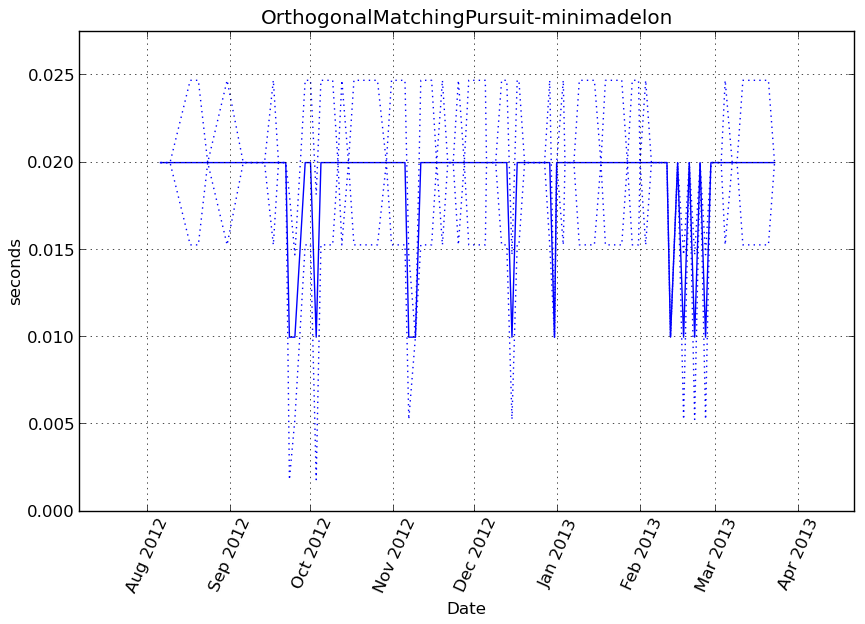 OrthogonalMatchingPursuit-minimadelon
0.025
0.020
0.015
0.010
0.005
0.000
seconds
Aug 2012
Sep 2012
Oct 2012
Nov 2012
Dec 2012
Jan 2013
Feb 2013
Mar 2013
Apr 2013
Date